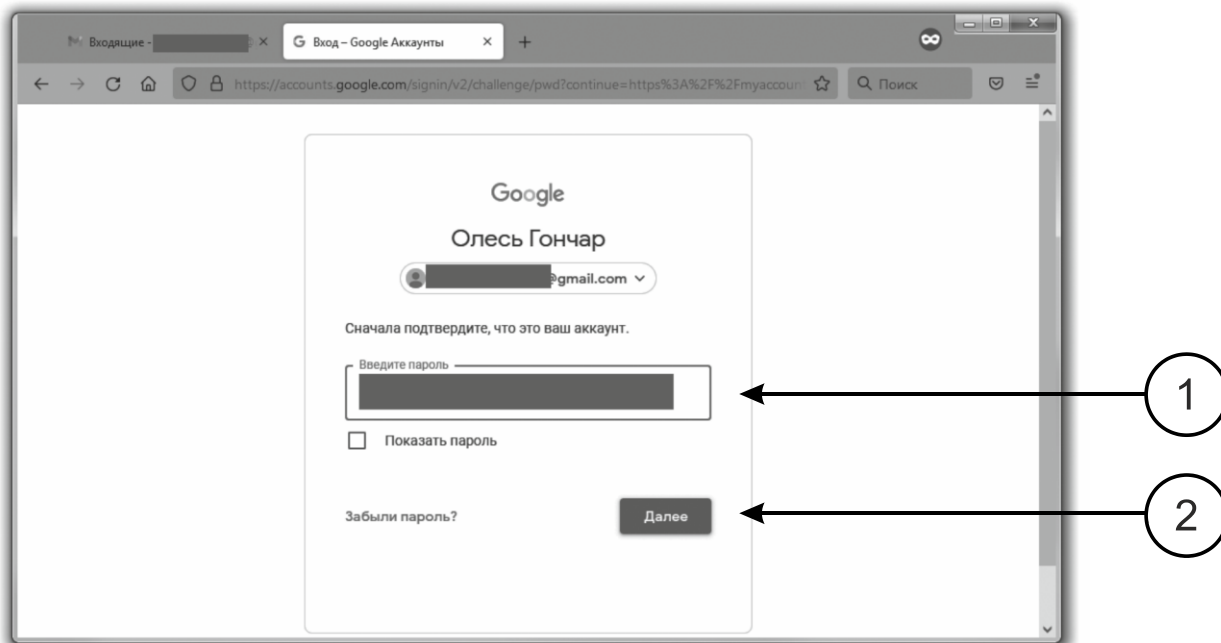 Входящие -
Вход – Google Аккаунты
https://accounts.google.com/signin/v2/challenge/pwd?continue=https%3A%2F%2Fmyaccount
Поиск
Google
Олесь Гончар
@gmail.com
Сначала подтвердите, что это ваш аккаунт.
Введите пароль
1
Показать пароль
Забыли пароль?
Далее
2